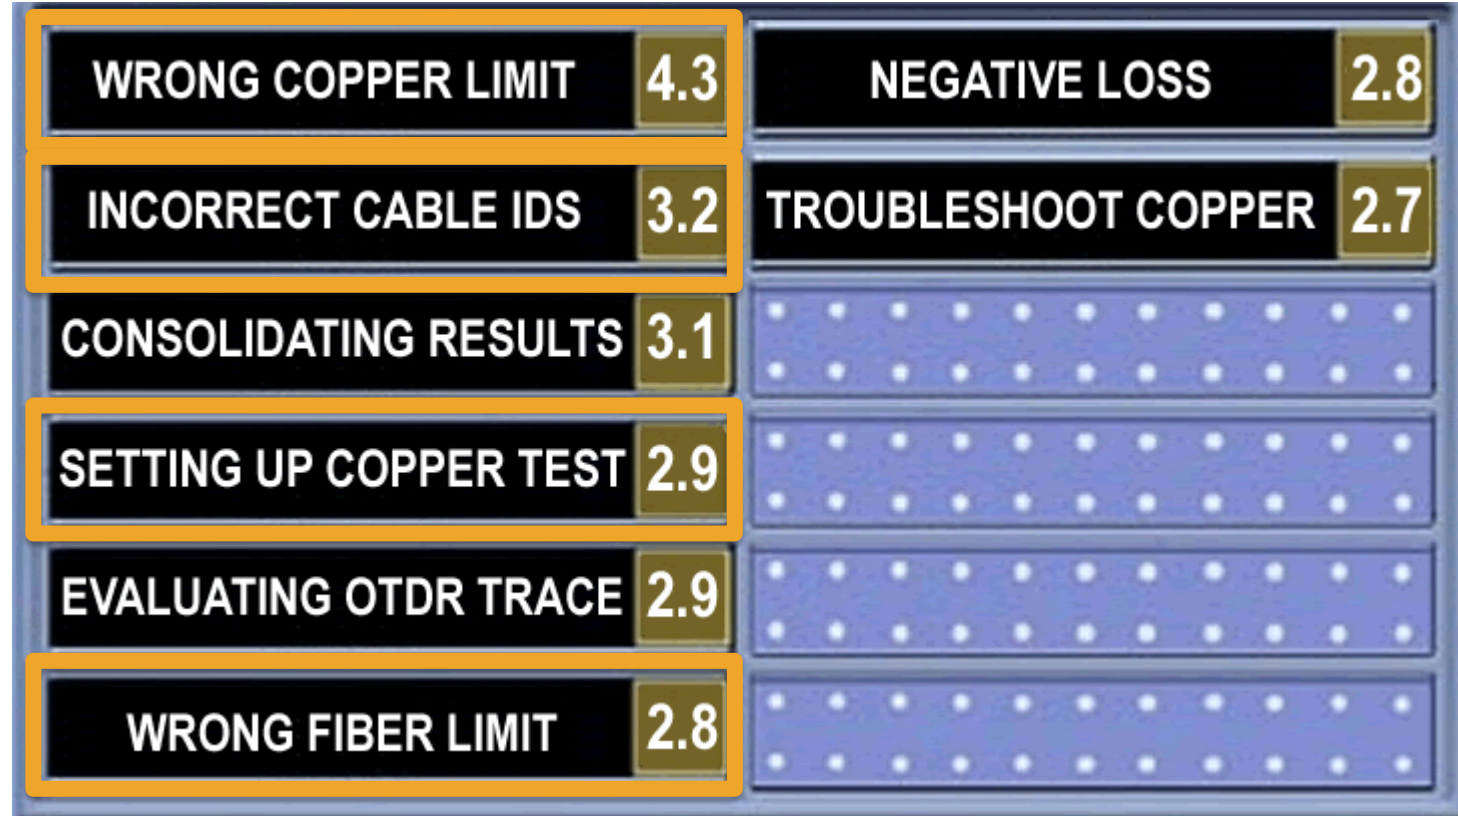 WRONG COPPER LIMIT 4.3
INCORRECT CABLE IDS 3.2
CONSOLIDATING RESULTS 3.1
SETTING UP COPPER TEST 2.9
EVALUATING OTDR TRACE 2.9
WRONG FIBER LIMIT 2.8
NEGATIVE LOSS 2.8
TROUBLESHOOT COPPER 2.7